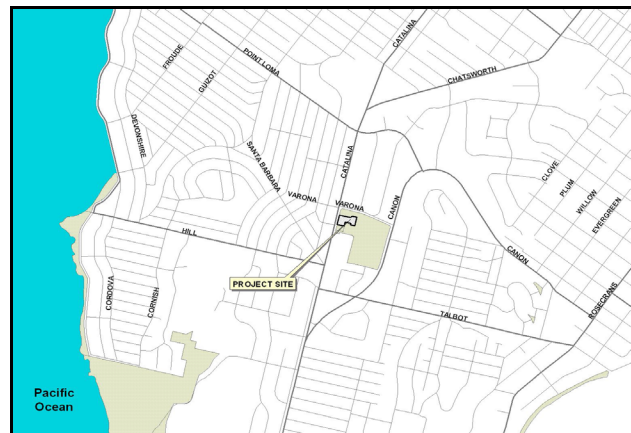 CATALINA
FROUDE
GUIZOT
POINT LOMA
CHATSWORTH
DEVONSHIRE
SANTA BARBARA
CATALINA
CLOVE
PLUM
WILLOW
EVERGREEN
VARONA
VARONA
CANON
HILL
CANON
PROJECT SITE
CORDOVA
CORNISH
TALBOT
ROSECRANS
Pacific
Ocean